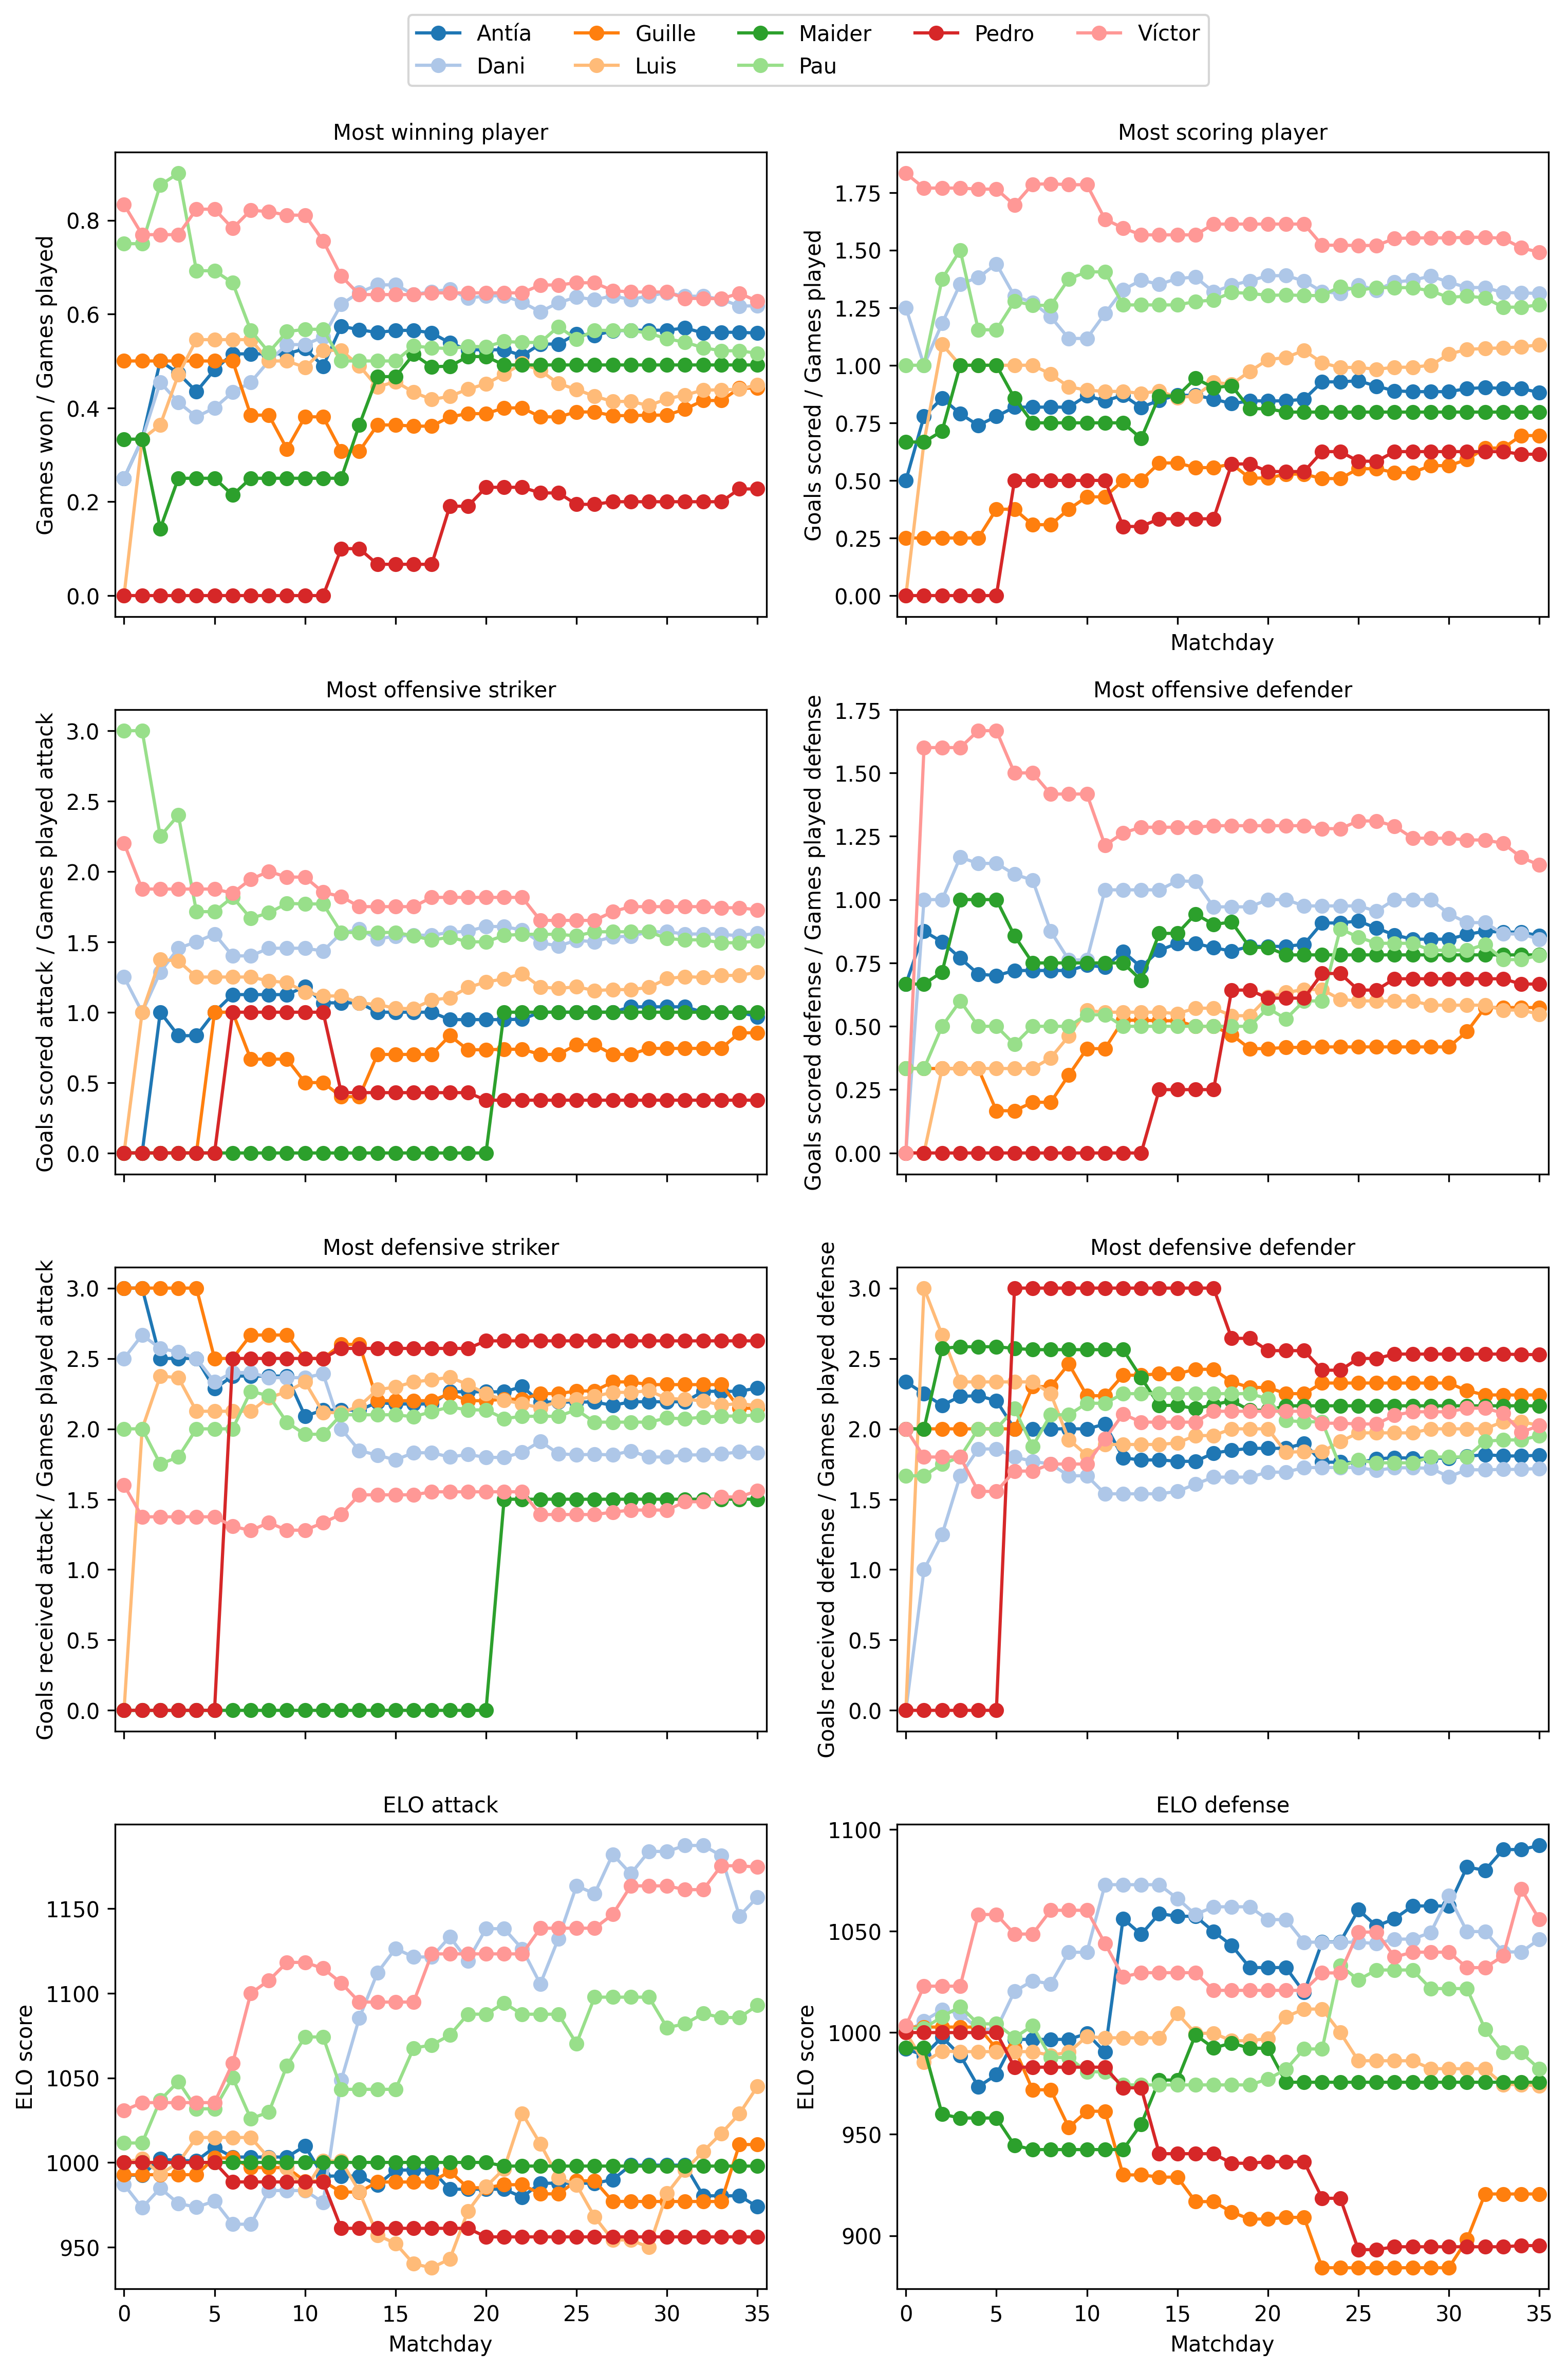 Antía Guille Maider Pedro Víctor
Dani Luis Pau
Most winning player
Games won / Games played
0.8
0.6
0.4
0.2
0.0
Most scoring player
Goals scored / Games played
1.75
1.50
1.25
1.00
0.75
0.50
0.25
0.00
Matchday
Most offensive striker
Goals scored attack / Games played attack
3.0
2.5
2.0
1.5
1.0
0.5
0.0
Most offensive defender
Goals scored defense / Games played defense
1.75
1.50
1.25
1.00
0.75
0.50
0.25
0.00
Most defensive striker
Goals received attack / Games played attack
3.0
2.5
2.0
1.5
1.0
0.5
0.0
Most defensive defender
Goals received defense / Games played defense
3.0
2.5
2.0
1.5
1.0
0.5
0.0
ELO attack
ELO score
1150
1100
1050
1000
950
0 5 10 15 20 25 30 35
Matchday
ELO defense
ELO score
1100
1050
1000
950
900
0 5 10 15 20 25 30 35
Matchday